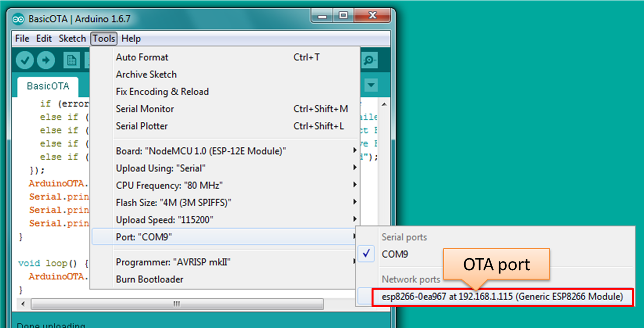 BasicOTA | Arduino 1.6.7
File Edit Sketch Tools Help
BasicOTA
Auto Format Ctrl+T
Archive Sketch
Fix Encoding & Reload
Serial Monitor Ctrl+Shift+M
Serial Plotter Ctrl+Shift+L
Board: "NodeMCU 1.0 (ESP-12E Module)"
Upload Using: "Serial"
CPU Frequency: "80 MHz"
Flash Size: "4M (3M SPIFFS)"
Upload Speed: "115200"
Port: "COM9"
Programmer: "AVRISP mkII"
Burn Bootloader
if (error
else if (
else if (
else if (
else if ( d");
});
ArduinoOTA.
Serial.prin
Serial.prin
Serial.prin
}
void loop() {
ArduinoOTA.
}
Done uploading.
Serial ports
COM9
OTA port
Network ports
esp8266-0ea967 at 192.168.1.115 (Generic ESP8266 Module)